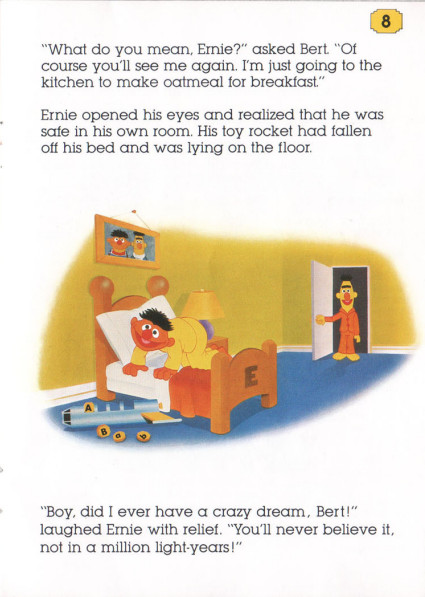 8
"What do you mean, Ernie?" asked Bert. "Of
course you'll see me again. I'm just going to the
kitchen to make oatmeal for breakfast."
Ernie opened his eyes and realized that he was
safe in his own room. His toy rocket had fallen
off his bed and was lying on the floor.
E
A
B a b
"Boy, did I ever have a crazy dream, Bert!"
laughed Ernie with relief. "You'll never believe it,
not in a million light-years!"